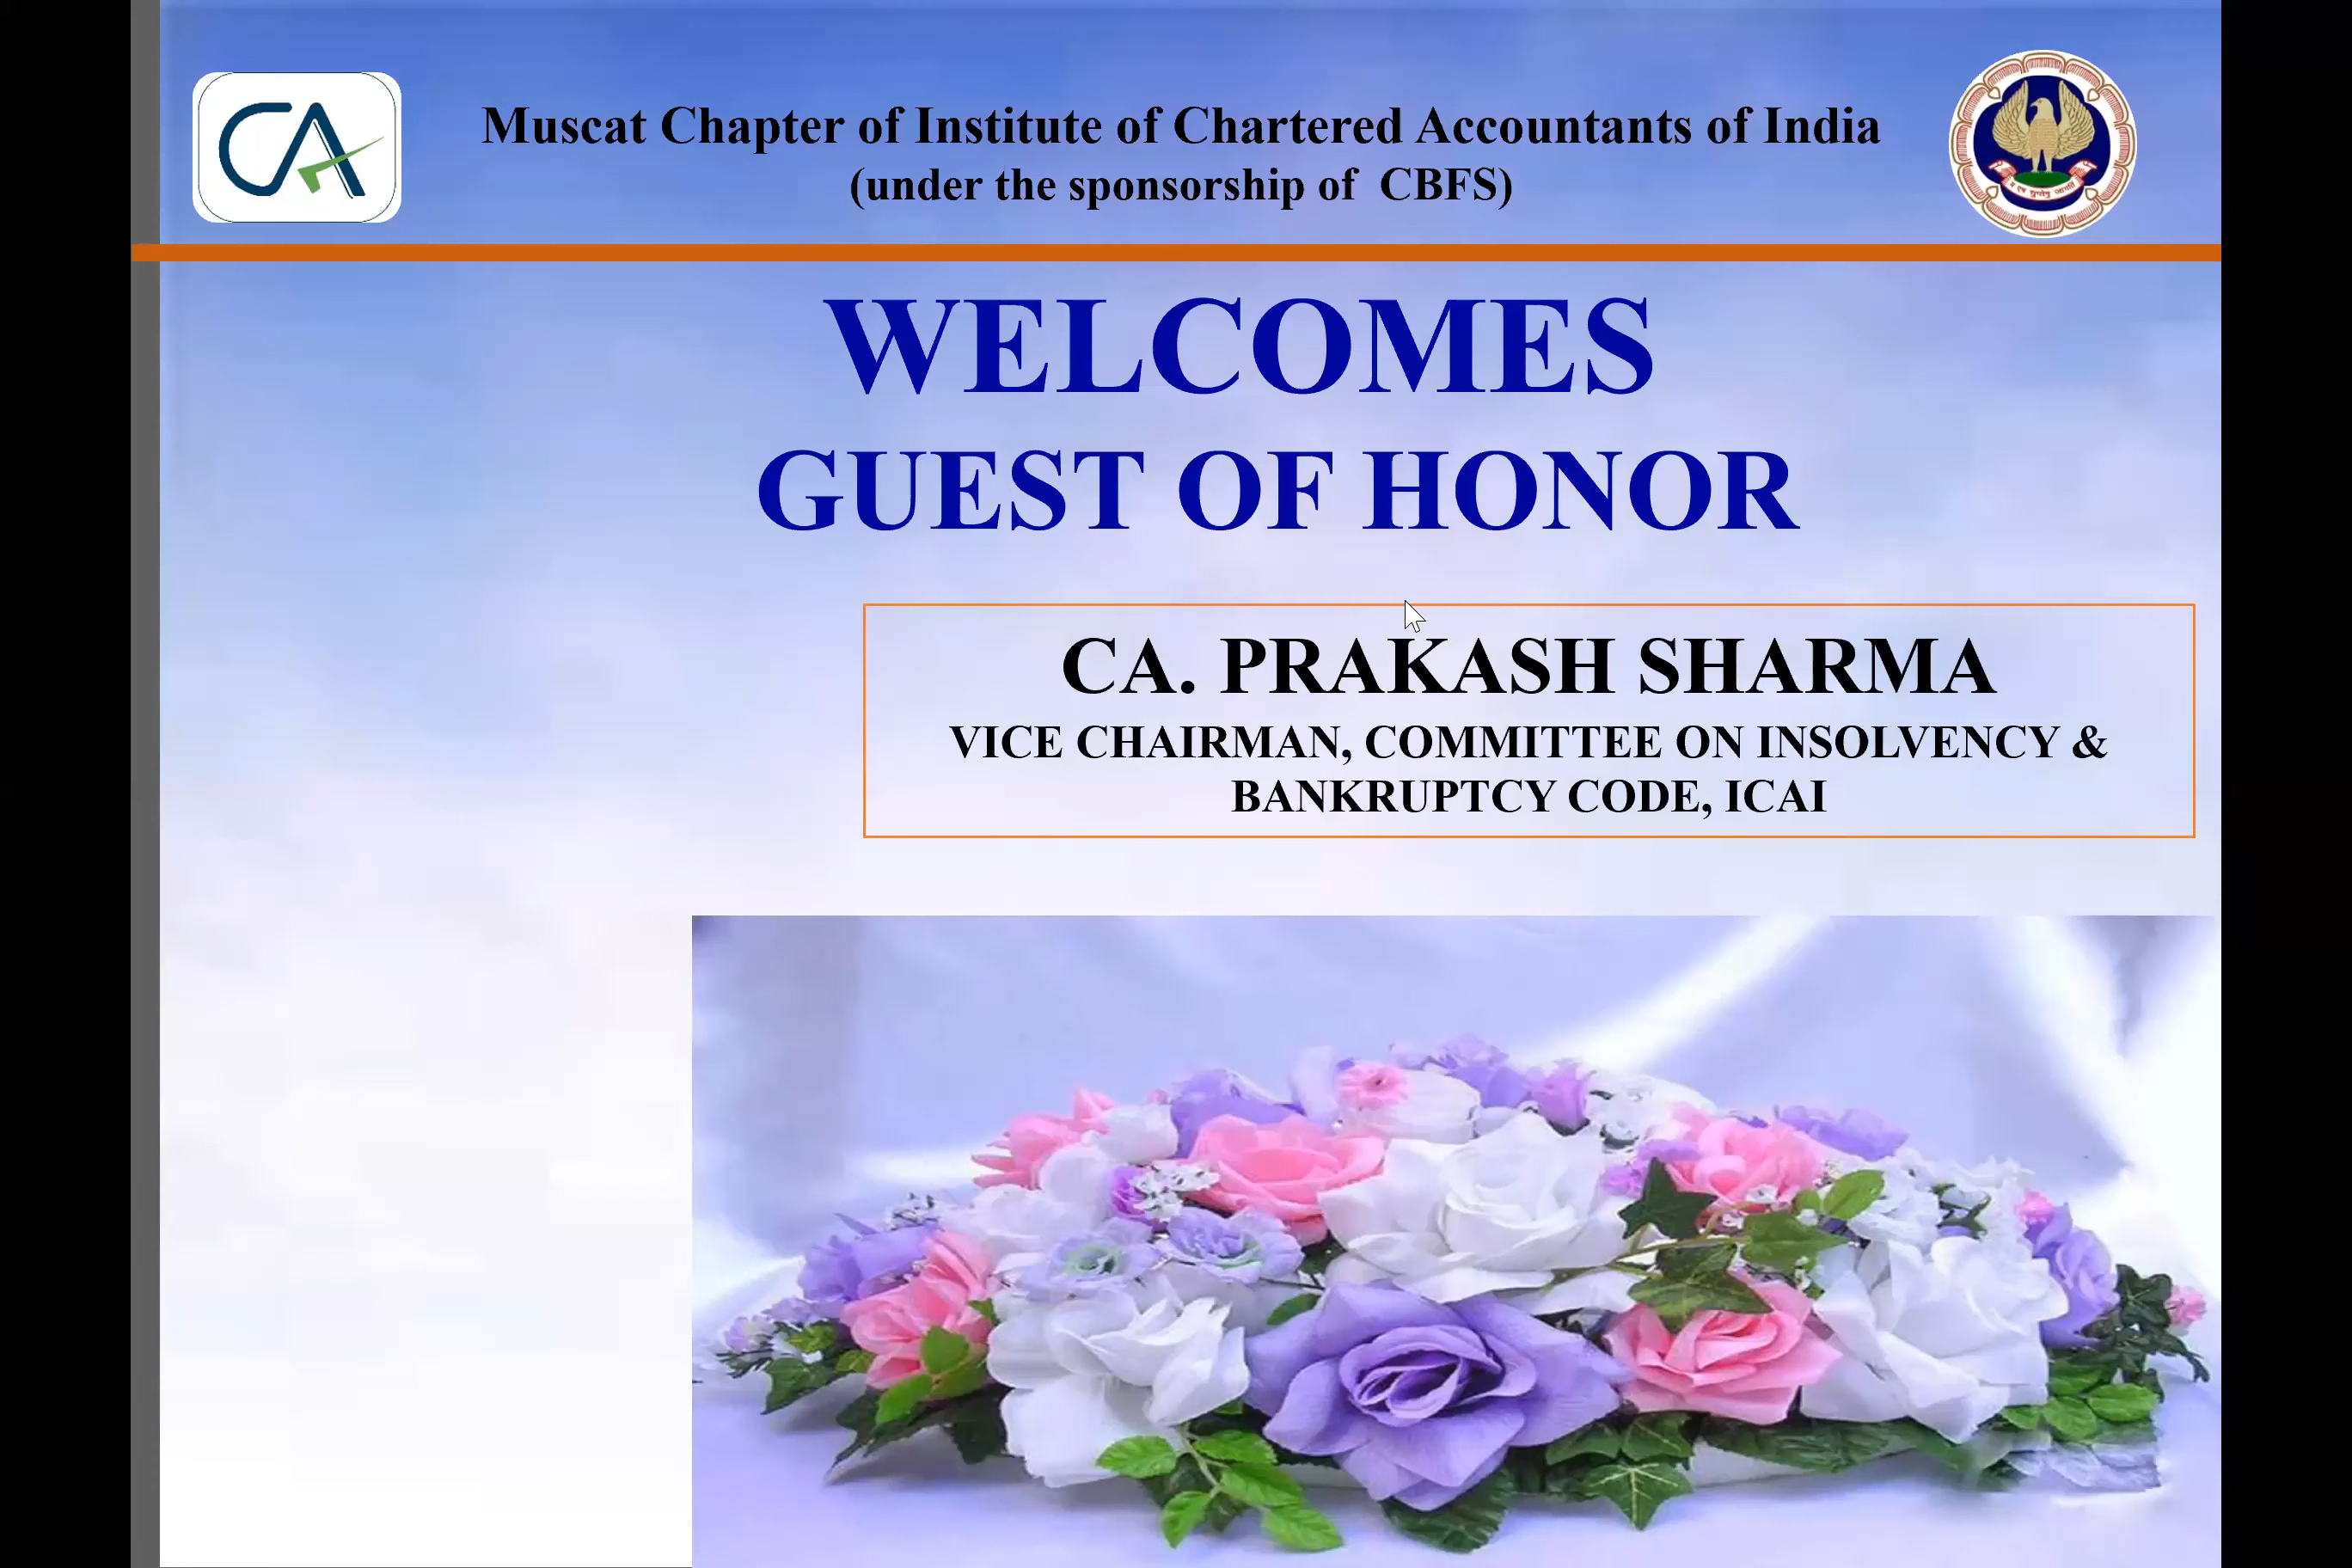 CA
Muscat Chapter of Institute of Chartered Accountants of India
(under the sponsorship of CBFS)
WELCOMES
GUEST OF HONOR
CA. PRAKASH SHARMA
VICE CHAIRMAN, COMMITTEE ON INSOLVENCY &
BANKRUPTCY CODE, ICAI